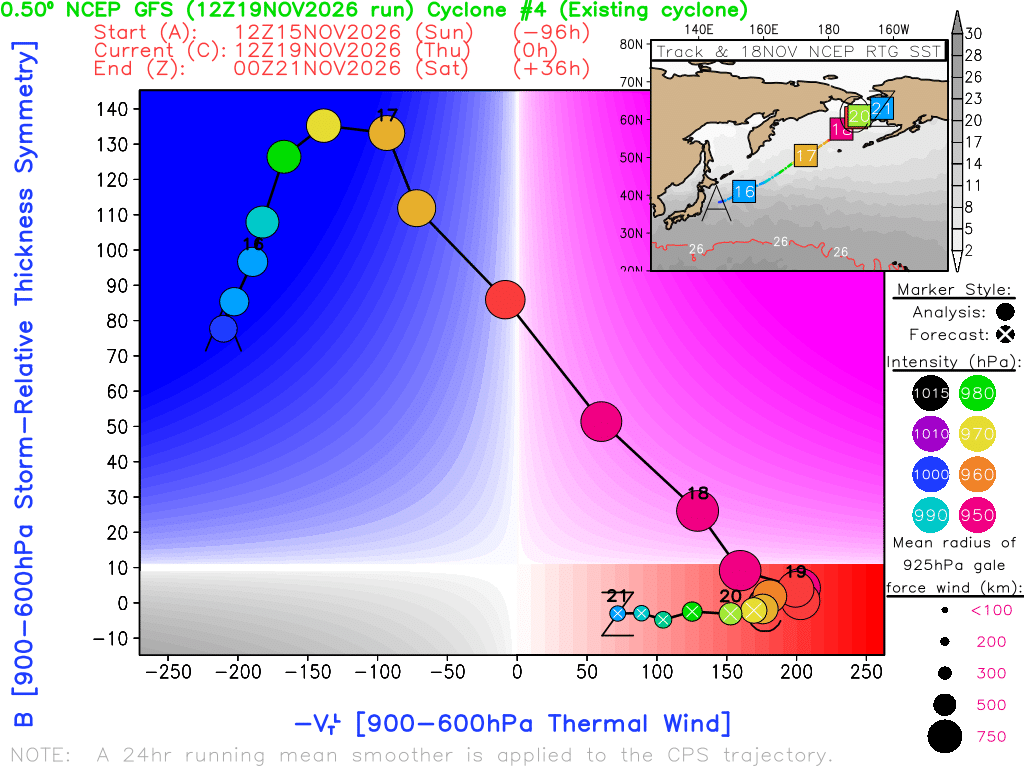 0.50° NCEP GFS (12Z19NOV2026 run) Cyclone #4 (Existing cyclone)
Start (A): 12Z15NOV2026 (Sun) (−96h)
Current (C): 12Z19NOV2026 (Thu) (0h)
End (Z): 00Z21NOV2026 (Sat) (+36h)
140E 160E 180 160W
Track & 18NOV NCEP RTG SST
80N
70N
60N
50N
40N
30N
20N
16
17
18
20
21
A
Z
26 26 26
30
28
26
23
20
17
14
11
8
5
2
B [900−600hPa Storm−Relative Thickness Symmetry]
140
130
120
110
100
90
80
70
60
50
40
30
20
10
0
−10
17
16
A
18
19
20
21
Z
C
−250 −200 −150 −100 −50 0 50 100 150 200 250
−V_T^L [900−600hPa Thermal Wind]
Marker Style:
Analysis:
Forecast:
Intensity (hPa):
1015 980
1010 970
1000 960
990 950
Mean radius of
925hPa gale
force wind (km):
<100
200
300
500
750
NOTE: A 24hr running mean smoother is applied to the CPS trajectory.